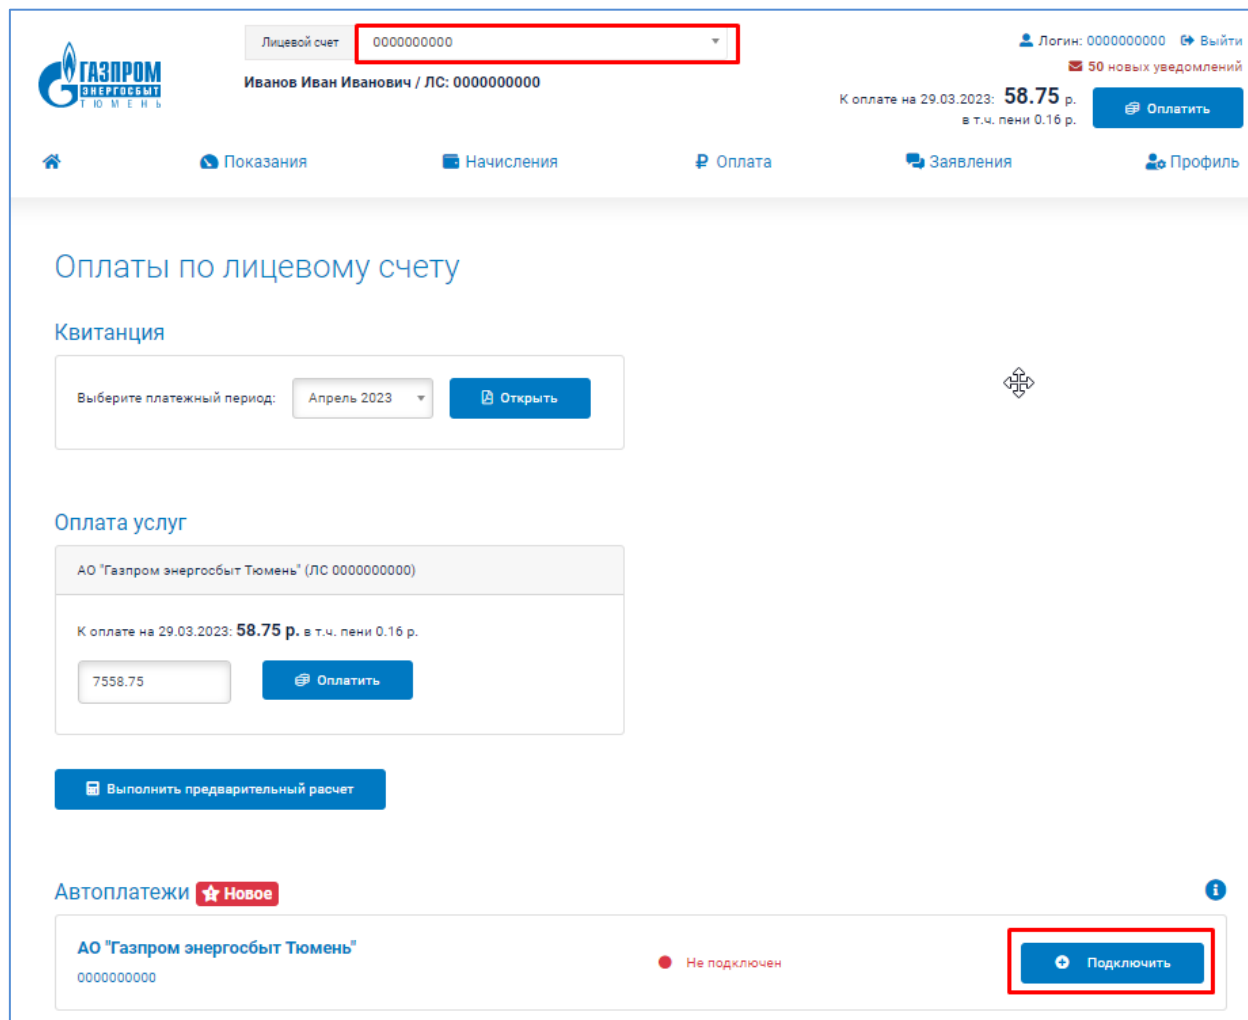 ГАЗПРОМ
ЭНЕРГОСБЫТ
ТЮМЕНЬ
Лицевой счет
0000000000
Иванов Иван Иванович / ЛС: 0000000000
Логин: 0000000000 Выйти
50 новых уведомлений
К оплате на 29.03.2023: 58.75 р.
в т.ч. пени 0.16 р.
Оплатить
Показания
Начисления
Оплата
Заявления
Профиль
Оплаты по лицевому счету
Квитанция
Выберите платежный период:
Апрель 2023
Открыть
Оплата услуг
АО "Газпром энергосбыт Тюмень" (ЛС 0000000000)
К оплате на 29.03.2023: 58.75 р. в т.ч. пени 0.16 р.
7558.75
Оплатить
Выполнить предварительный расчет
Автоплатежи Новое
АО "Газпром энергосбыт Тюмень"
0000000000
Не подключен
Подключить